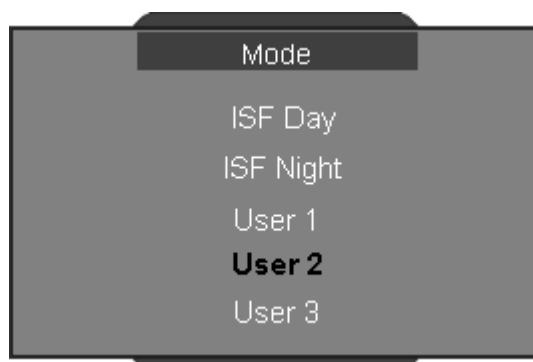 Mode
ISF Day
ISF Night
User 1
User 2
User 3